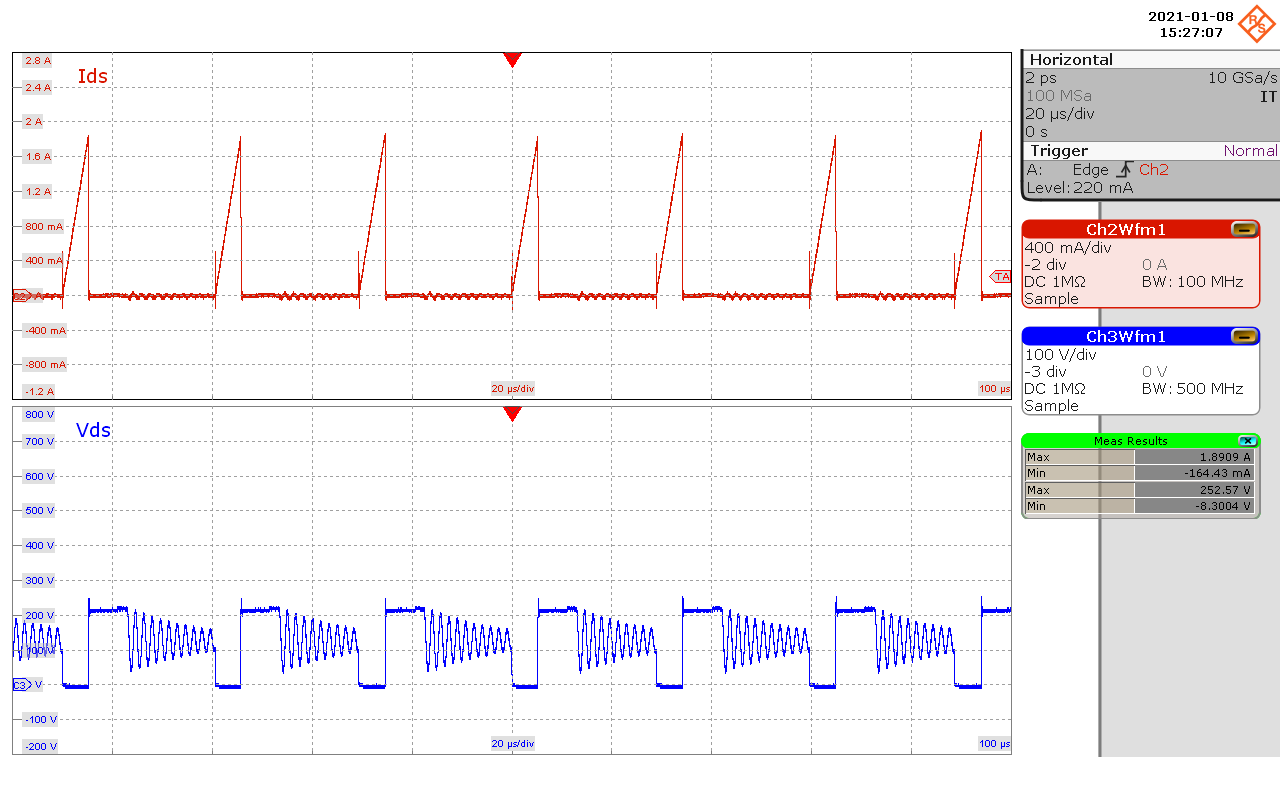 2021-01-08
15:27:07
R&S
Horizontal
2 ps 10 GSa/s
100 MSa IT
20 µs/div
0 s
Trigger Normal
A: Edge Ch2
Level: 220 mA
Ch2Wfm1
400 mA/div
-2 div 0 A
DC 1MΩ BW: 100 MHz
Sample
Ch3Wfm1
100 V/div
-3 div 0 V
DC 1MΩ BW: 500 MHz
Sample
Meas Results
Max 1.8909 A
Min -164.43 mA
Max 252.57 V
Min -8.3004 V
2.8 A
Ids
2.4 A
2 A
1.6 A
1.2 A
800 mA
400 mA
TA
C2 A
-400 mA
-800 mA
-1.2 A
20 µs/div
100 µs
800 V
Vds
700 V
600 V
500 V
400 V
300 V
200 V
100 V
C3 V
-100 V
-200 V
20 µs/div
100 µs